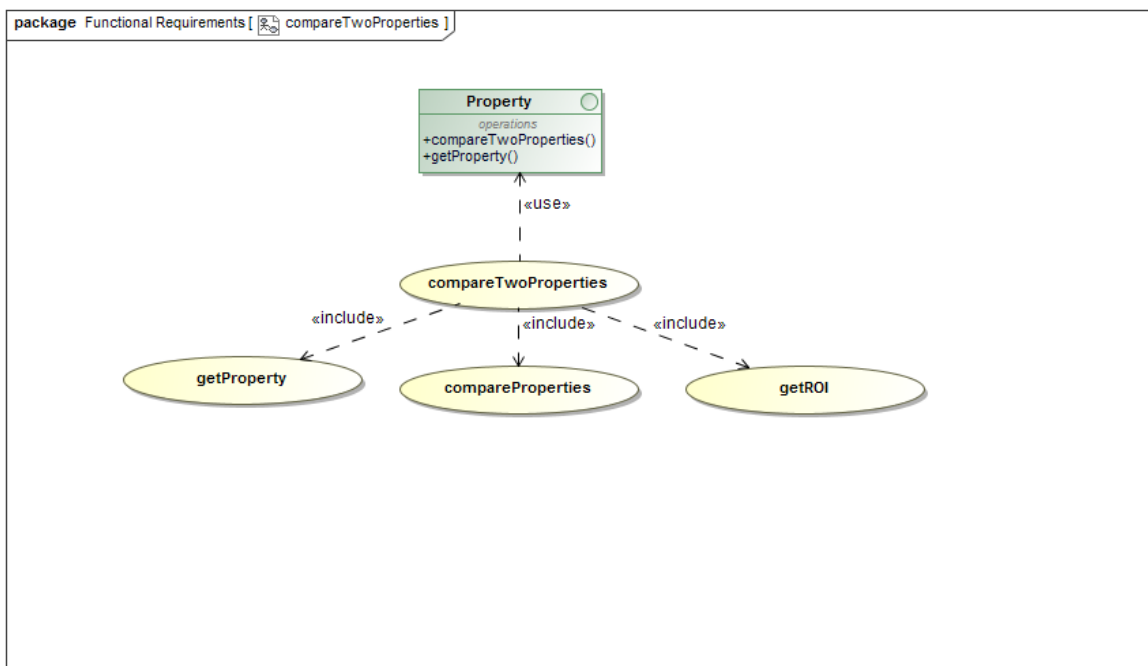 package Functional Requirements [ compareTwoProperties ]
Property
operations
+compareTwoProperties()
+getProperty()
«use»
compareTwoProperties
«include»
«include»
«include»
getProperty
compareProperties
getROI